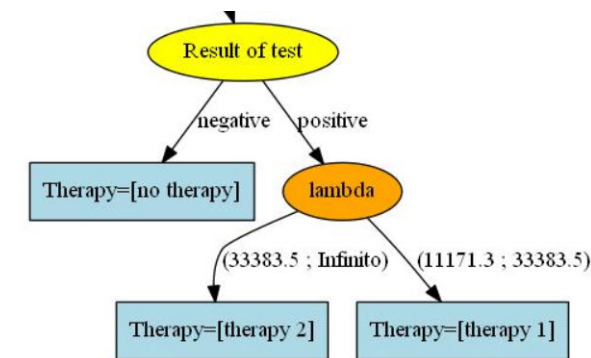 Result of test
negative
positive
Therapy=[no therapy]
lambda
(33383.5 ; Infinito)
(11171.3 ; 33383.5)
Therapy=[therapy 2]
Therapy=[therapy 1]